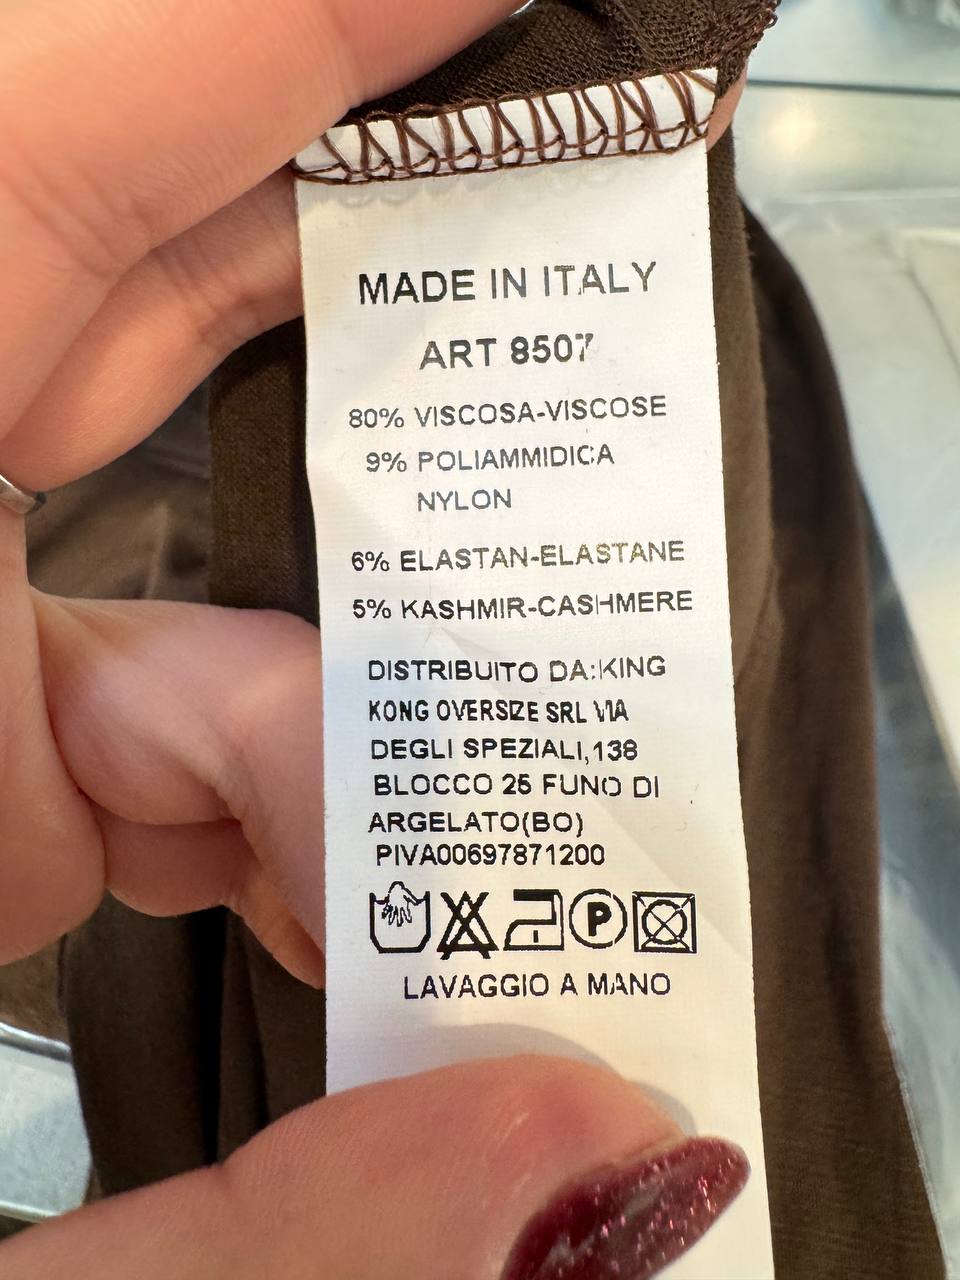 MADE IN ITALY
ART 8507
80% VISCOSA-VISCOSE
9% POLIAMMIDICA
NYLON
6% ELASTAN-ELASTANE
5% KASHMIR-CASHMERE
DISTRIBUITO DA:KING
KONG OVERSIZE SRL VIA
DEGLI SPEZIALI,138
BLOCCO 25 FUNO DI
ARGELATO(BO)
PIVA00697871200
P
LAVAGGIO A MANO